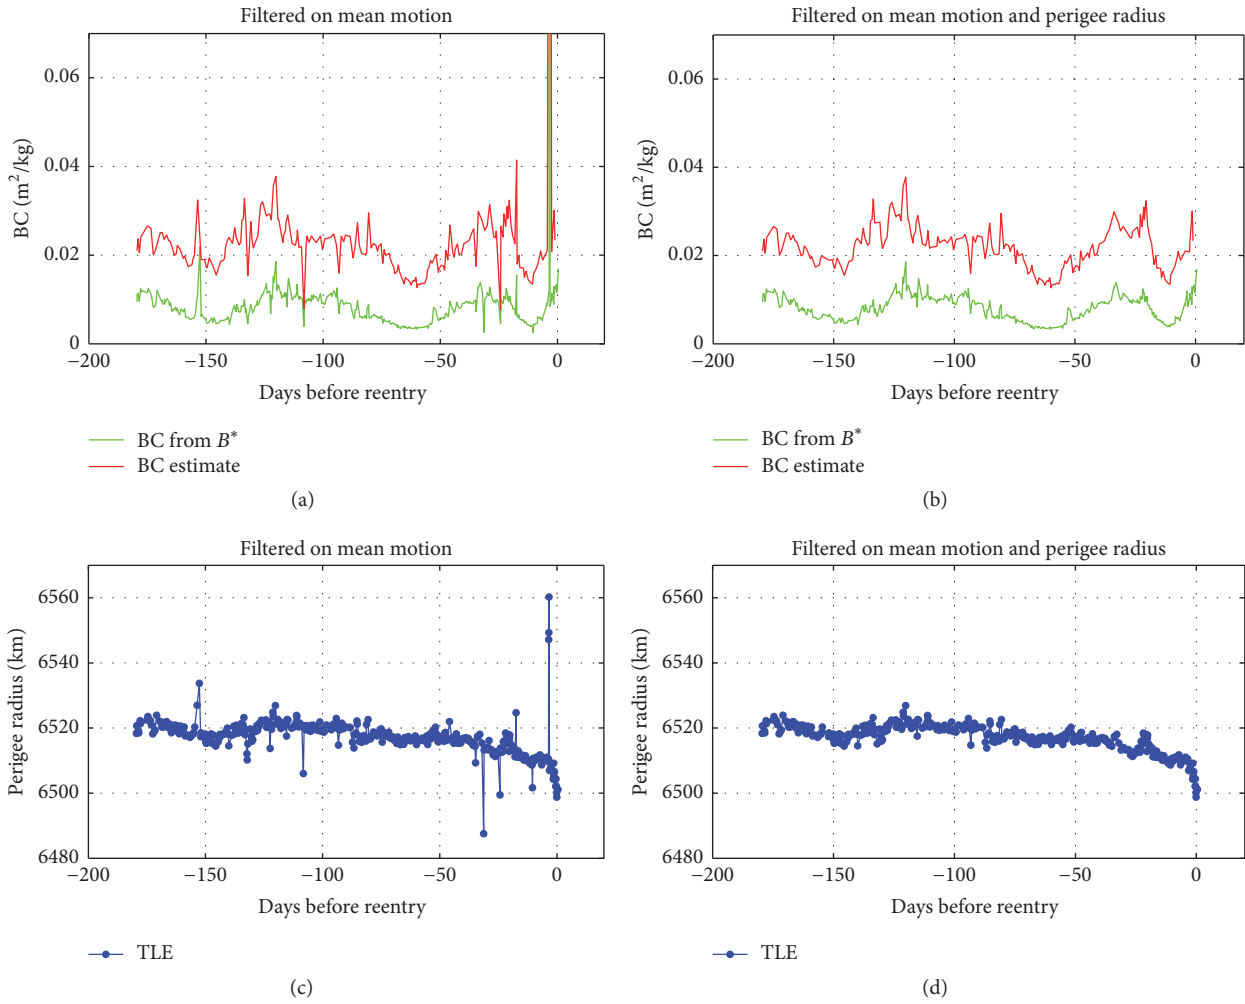 Filtered on mean motion
0.06
0.04
0.02
0
BC (m²/kg)
−200 −150 −100 −50 0
Days before reentry
BC from B*
BC estimate
(a)
Filtered on mean motion and perigee radius
0.06
0.04
0.02
0
BC (m²/kg)
−200 −150 −100 −50 0
Days before reentry
BC from B*
BC estimate
(b)
Filtered on mean motion
6560
6540
6520
6500
6480
Perigee radius (km)
−200 −150 −100 −50 0
Days before reentry
TLE
(c)
Filtered on mean motion and perigee radius
6560
6540
6520
6500
6480
Perigee radius (km)
−200 −150 −100 −50 0
Days before reentry
TLE
(d)